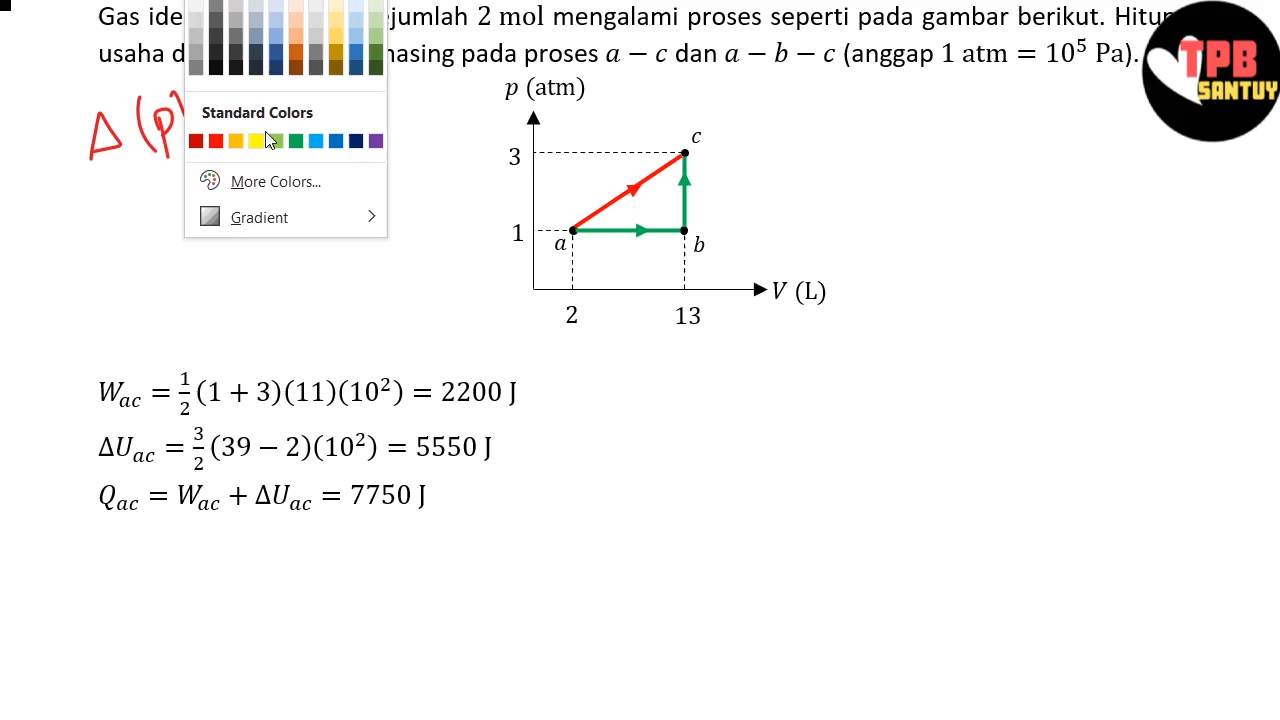 Gas ide ejumlah 2 mol mengalami proses seperti pada gambar berikut. Hitun
usaha d masing pada proses a − c dan a − b − c (anggap 1 atm = 10⁵ Pa).
TPB
SANTUY
Δ (p)
Standard Colors
More Colors...
Gradient
p (atm)
c
3
1
a
b
V (L)
2
13
W_ac = 1/2 (1 + 3)(11)(10²) = 2200 J
ΔU_ac = 3/2 (39 − 2)(10²) = 5550 J
Q_ac = W_ac + ΔU_ac = 7750 J